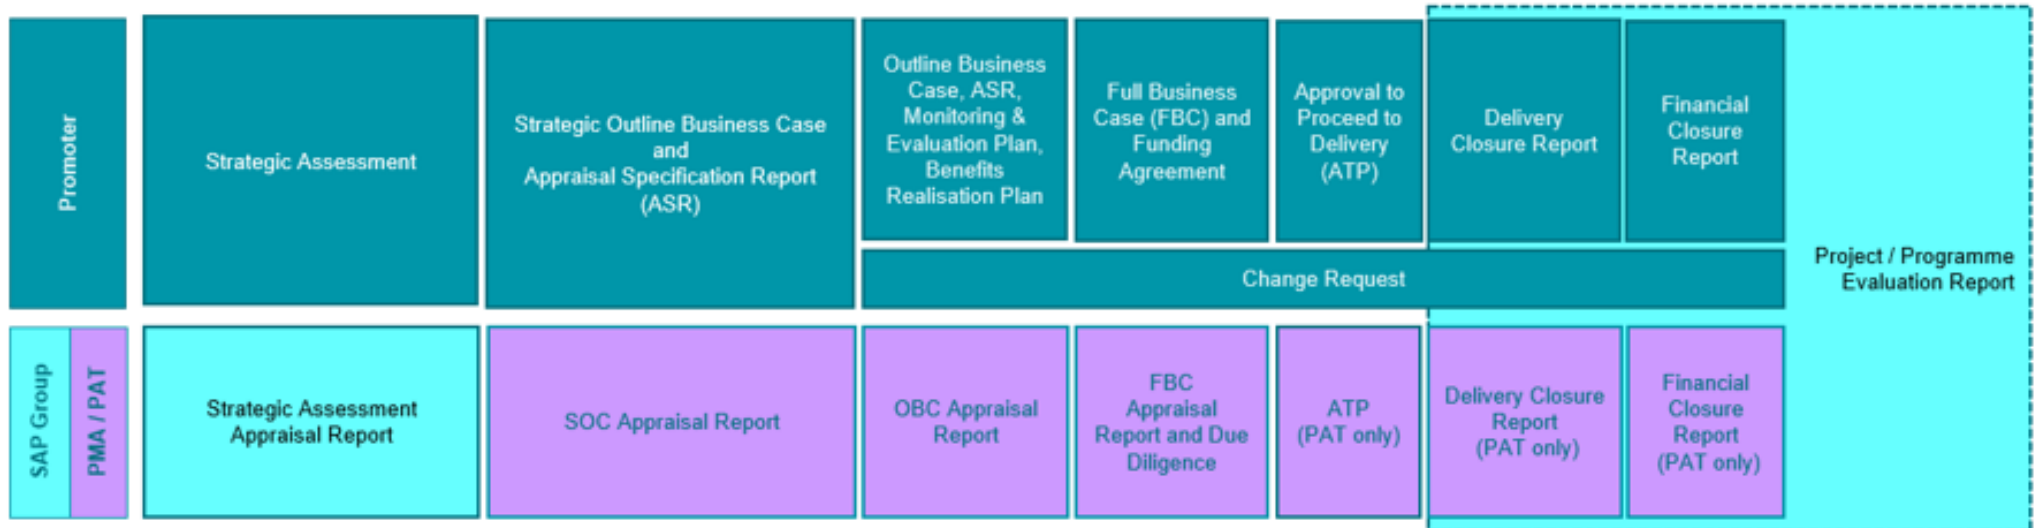 Promoter
Strategic Assessment
Strategic Outline Business Case
and
Appraisal Specification Report
(ASR)
Outline Business
Case, ASR,
Monitoring &
Evaluation Plan,
Benefits
Realisation Plan
Full Business
Case (FBC) and
Funding
Agreement
Approval to
Proceed to
Delivery
(ATP)
Delivery
Closure Report
Financial
Closure
Report
Change Request
Project / Programme
Evaluation Report
SAP Group
PMA / PAT
Strategic Assessment
Appraisal Report
SOC Appraisal Report
OBC Appraisal
Report
FBC
Appraisal
Report and Due
Diligence
ATP
(PAT only)
Delivery Closure
Report
(PAT only)
Financial
Closure
Report
(PAT only)